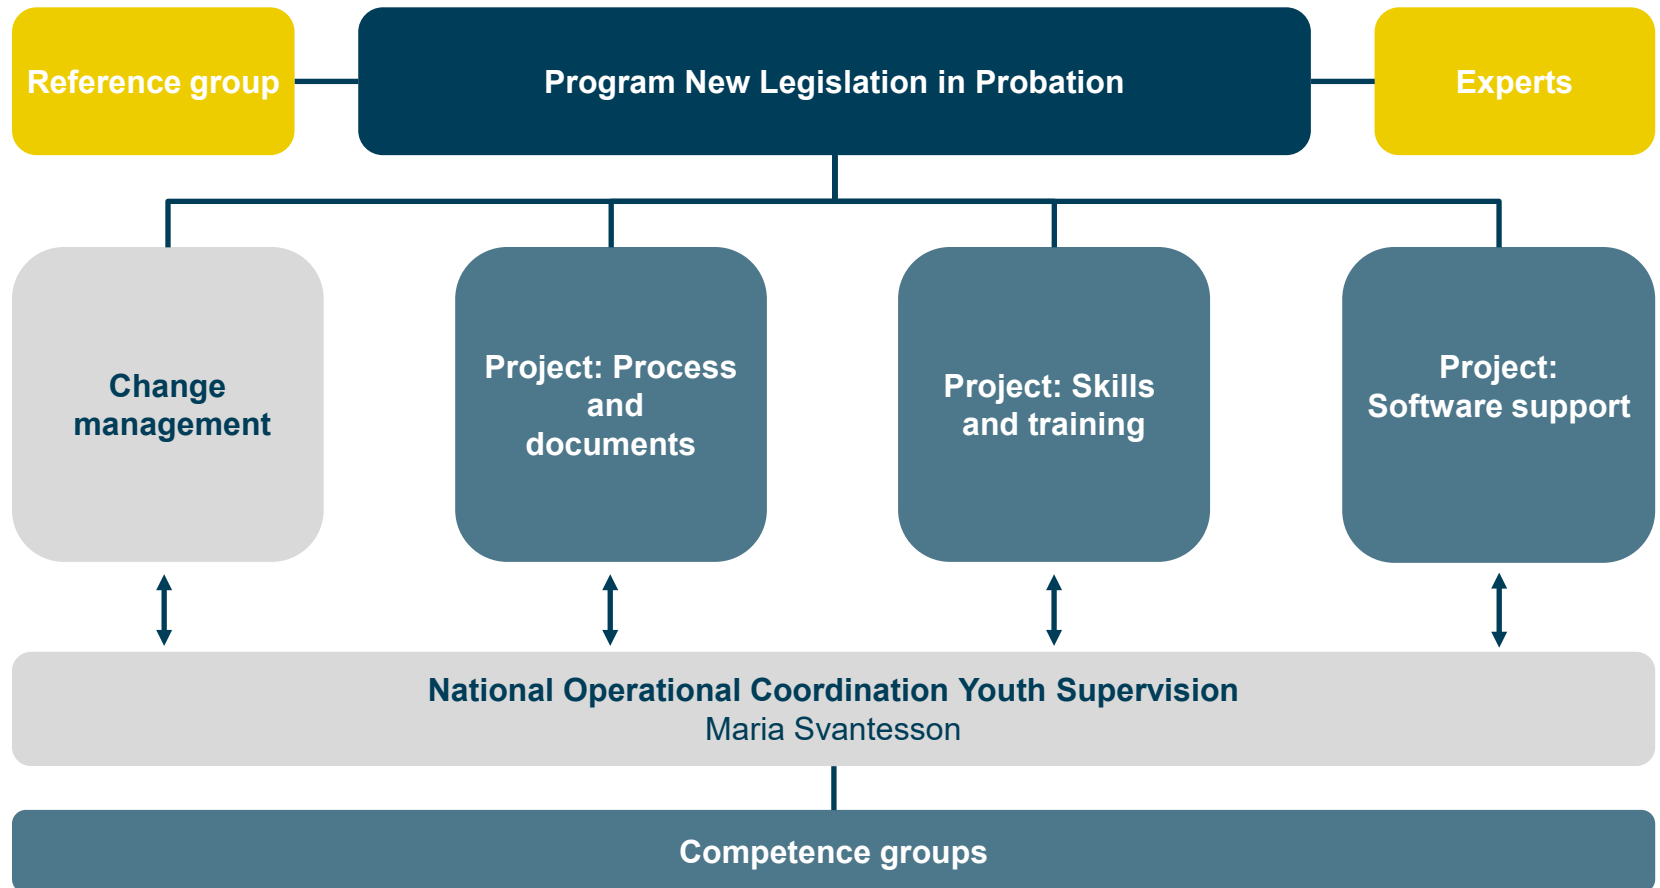 Reference group
Program New Legislation in Probation
Experts
Change
management
Project: Process
and
documents
Project: Skills
and training
Project:
Software support
National Operational Coordination Youth Supervision
Maria Svantesson
Competence groups